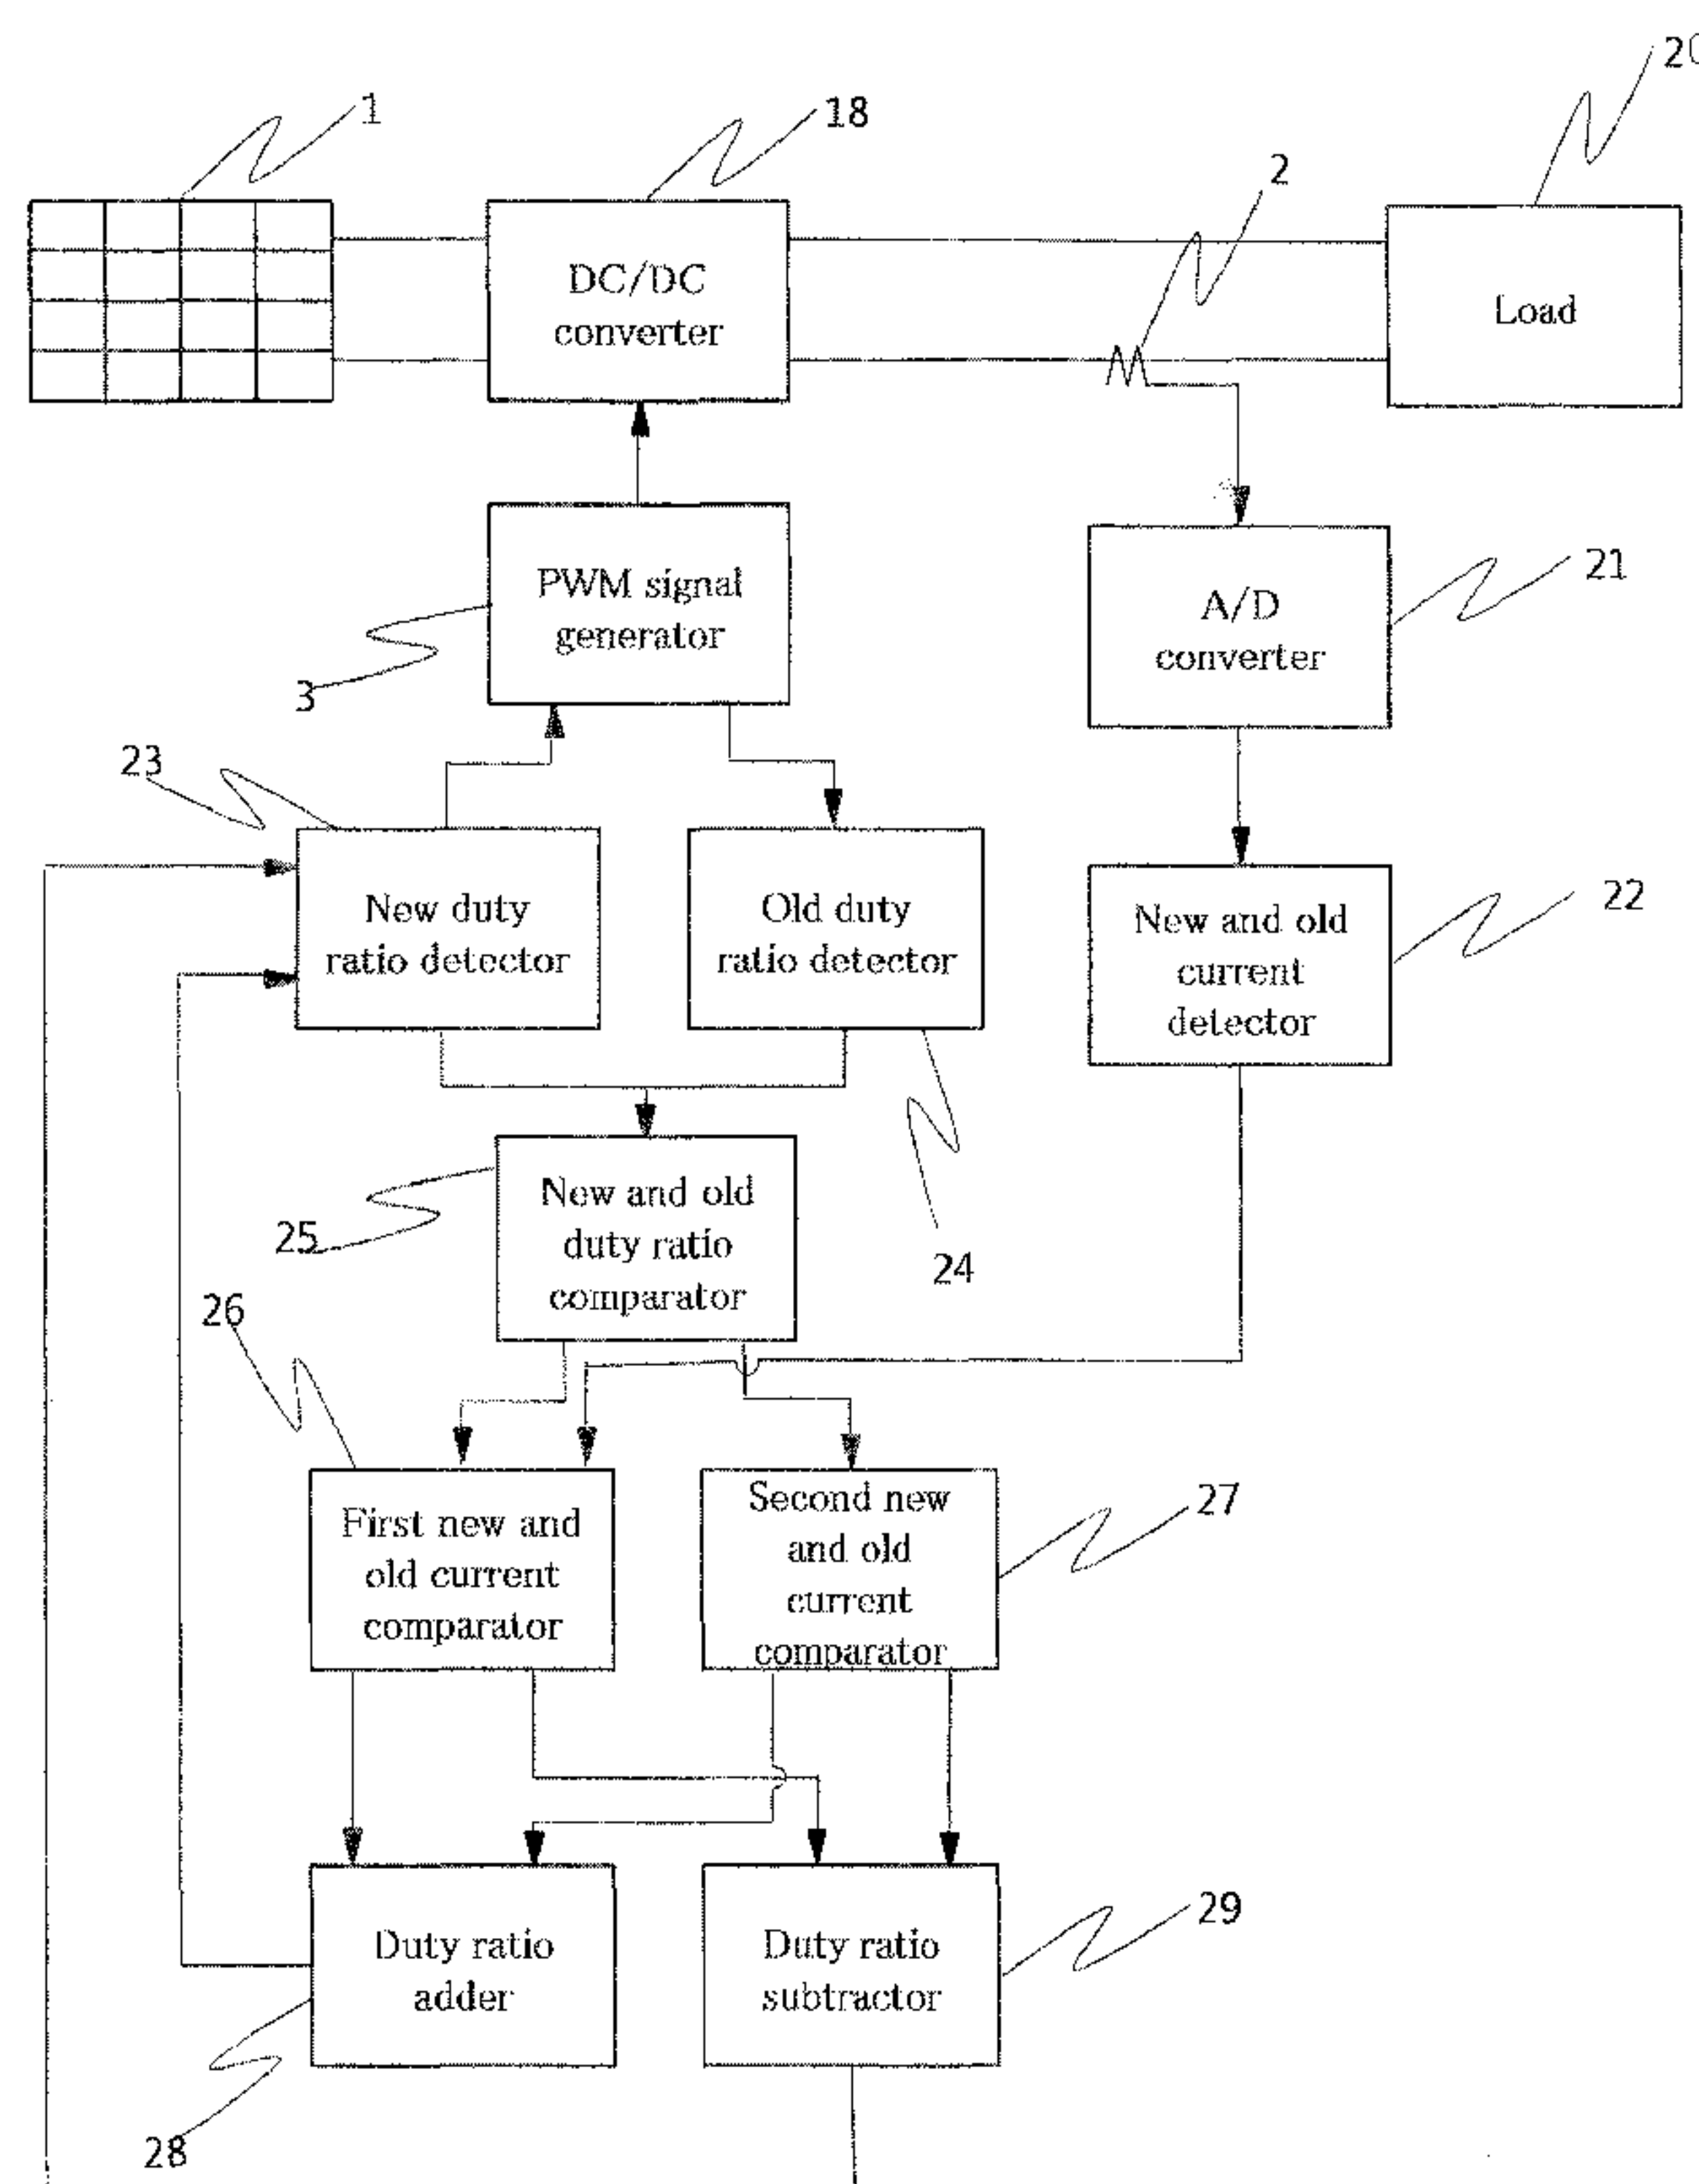 1
18
20
2
DC/DC
converter
Load
PWM signal
generator
3
A/D
converter
21
23
New duty
ratio detector
Old duty
ratio detector
New and old
current
detector
22
24
New and old
duty ratio
comparator
25
26
First new and
old current
comparator
Second new
and old
current
comparator
27
Duty ratio
adder
Duty ratio
subtractor
29
28